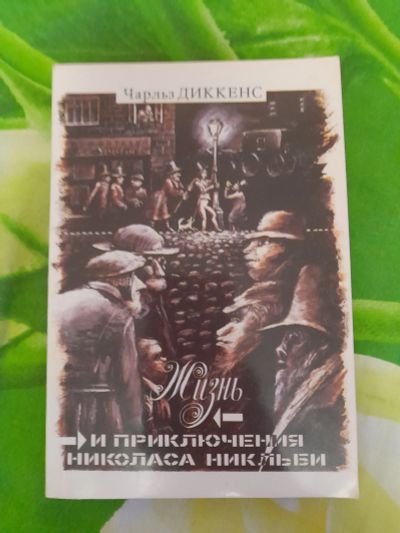 Чарльз ДИККЕНС
Жизнь
И ПРИКЛЮЧЕНИЯ
НИКОЛАСА НИКЛЬБИ